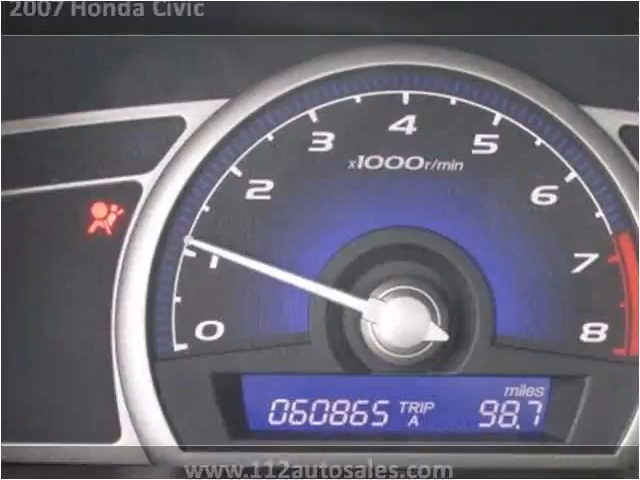 2007 Honda Civic
4
3 5
x1000r/min
2 6
1 7
0 8
miles
060865 TRIP A 98.7
www.112autosales.com